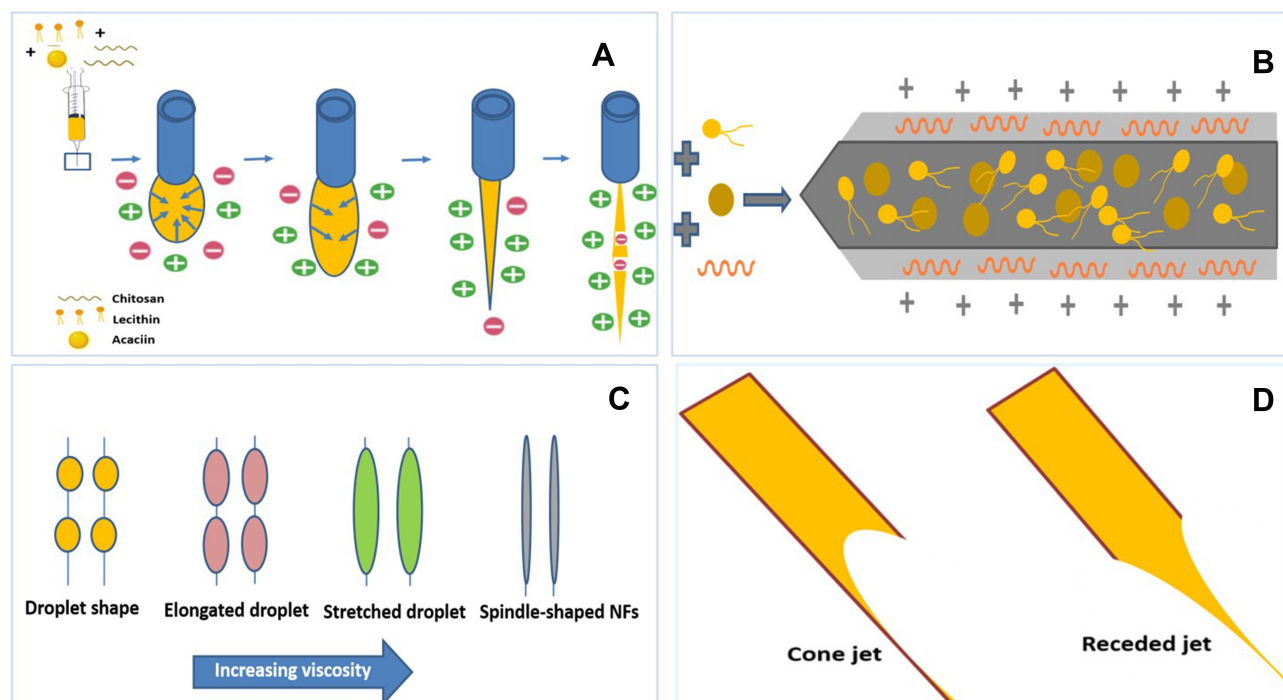 A
Chitosan
Lecithin
Acaciin
B
C
Droplet shape
Elongated droplet
Stretched droplet
Spindle-shaped NFs
Increasing viscosity
D
Cone jet
Receded jet